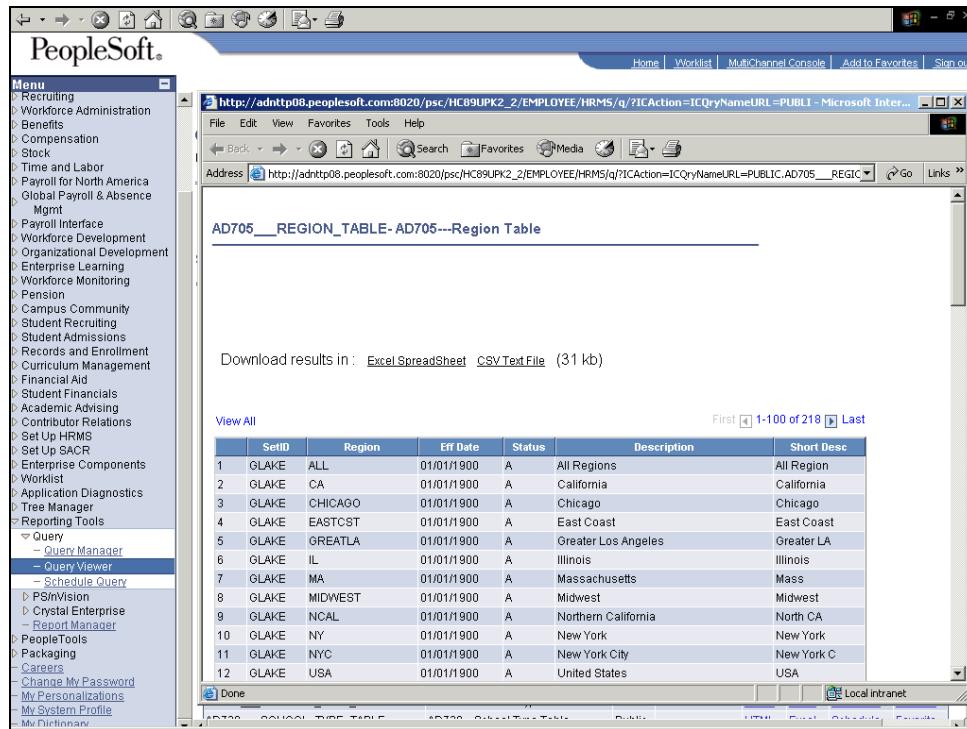 PeopleSoft®
Home | Worklist | MultiChannel Console | Add to Favorites | Sign ou
Menu
Recruiting
Workforce Administration
Benefits
Compensation
Stock
Time and Labor
Payroll for North America
Global Payroll & Absence
Mgmt
Payroll Interface
Workforce Development
Organizational Development
Enterprise Learning
Workforce Monitoring
Pension
Campus Community
Student Recruiting
Student Admissions
Records and Enrollment
Curriculum Management
Financial Aid
Student Financials
Academic Advising
Contributor Relations
Set Up HRMS
Set Up SACR
Enterprise Components
Worklist
Application Diagnostics
Tree Manager
Reporting Tools
Query
Query Manager
Query Viewer
Schedule Query
PS/nVision
Crystal Enterprise
Report Manager
PeopleTools
Packaging
Careers
Change My Password
My Personalizations
My System Profile
My Dictionary
http://adnttp08.peoplesoft.com:8020/psc/HC89UPK2_2/EMPLOYEE/HRMS/q/?ICAction=ICQryNameURL=PUBLI - Microsoft Inter...
File Edit View Favorites Tools Help
Back Search Favorites Media
Address http://adnttp08.peoplesoft.com:8020/psc/HC89UPK2_2/EMPLOYEE/HRMS/q/?ICAction=ICQryNameURL=PUBLIC.AD705___REGIC Go Links »
AD705___REGION_TABLE- AD705---Region Table
Download results in : Excel SpreadSheet CSV Text File (31 kb)
View All First 1-100 of 218 Last
SetID Region Eff Date Status Description Short Desc
1 GLAKE ALL 01/01/1900 A All Regions All Region
2 GLAKE CA 01/01/1900 A California California
3 GLAKE CHICAGO 01/01/1900 A Chicago Chicago
4 GLAKE EASTCST 01/01/1900 A East Coast East Coast
5 GLAKE GREATLA 01/01/1900 A Greater Los Angeles Greater LA
6 GLAKE IL 01/01/1900 A Illinois Illinois
7 GLAKE MA 01/01/1900 A Massachusetts Mass
8 GLAKE MIDWEST 01/01/1900 A Midwest Midwest
9 GLAKE NCAL 01/01/1900 A Northern California North CA
10 GLAKE NY 01/01/1900 A New York New York
11 GLAKE NYC 01/01/1900 A New York City New York C
12 GLAKE USA 01/01/1900 A United States USA
Done Local intranet